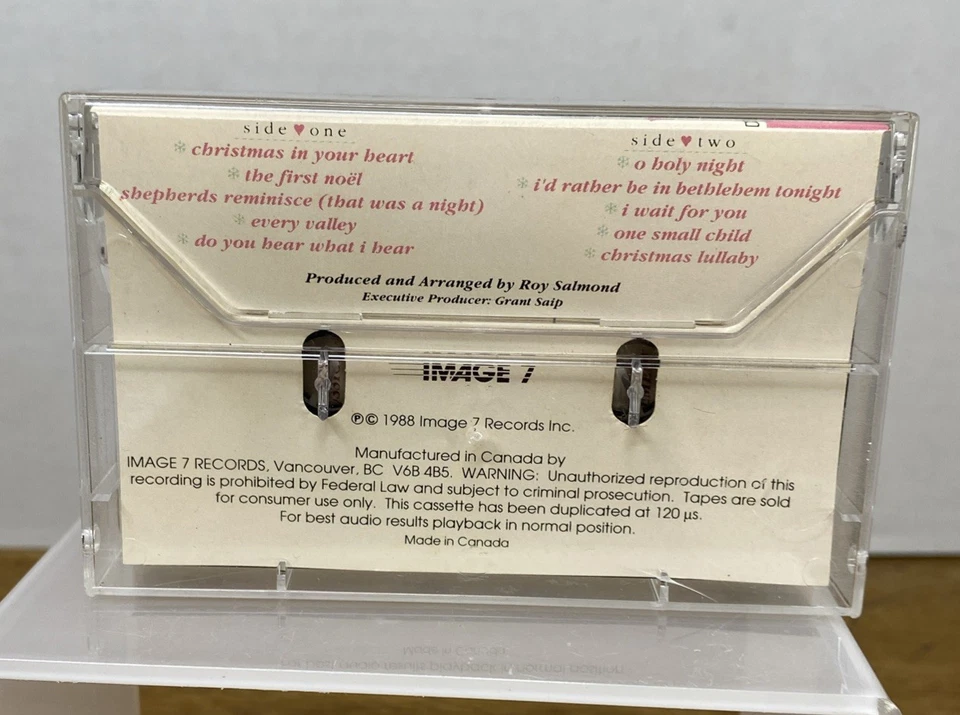 side♥one
christmas in your heart
the first noël
shepherds reminisce (that was a night)
every valley
do you hear what i hear
side♥two
o holy night
i'd rather be in bethlehem tonight
i wait for you
one small child
christmas lullaby
Produced and Arranged by Roy Salmond
Executive Producer: Grant Saip
IMAGE 7
℗© 1988 Image 7 Records Inc.
Manufactured in Canada by
IMAGE 7 RECORDS, Vancouver, BC V6B 4B5. WARNING: Unauthorized reproduction of this
recording is prohibited by Federal Law and subject to criminal prosecution. Tapes are sold
for consumer use only. This cassette has been duplicated at 120 µs.
For best audio results playback in normal position.
Made in Canada